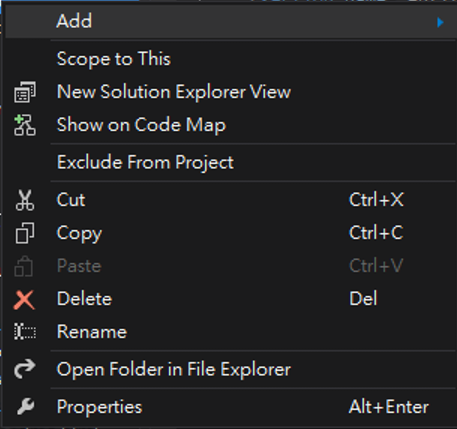 Add
Scope to This
New Solution Explorer View
Show on Code Map
Exclude From Project
Cut Ctrl+X
Copy Ctrl+C
Paste Ctrl+V
Delete Del
Rename
Open Folder in File Explorer
Properties Alt+Enter